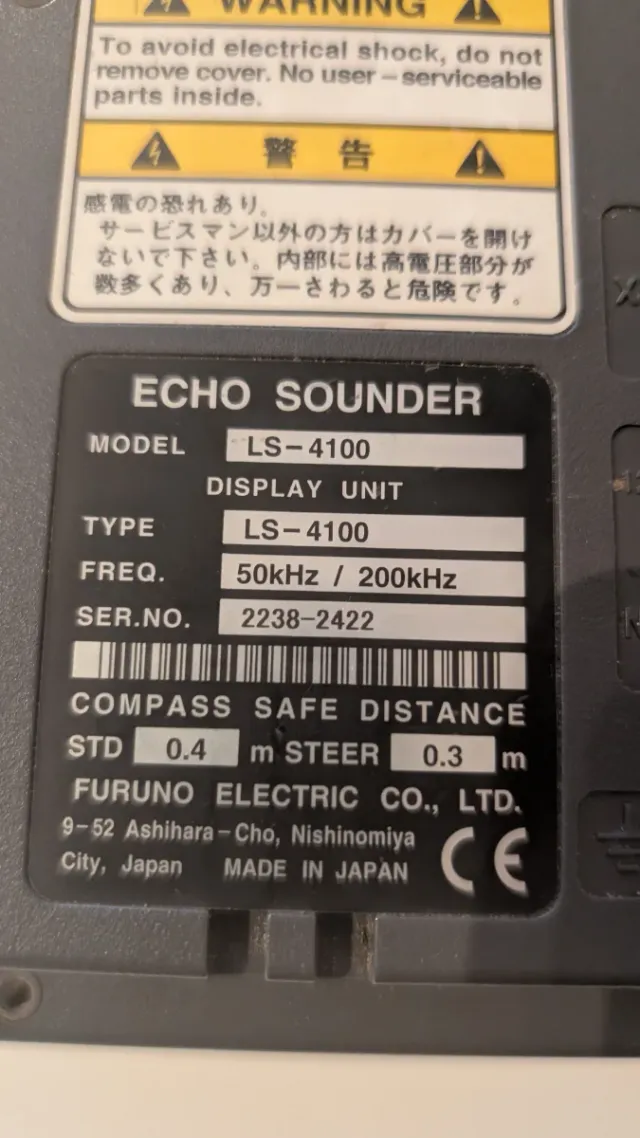 WARNING
To avoid electrical shock, do not
remove cover. No user-serviceable
parts inside.
警告
感電の恐れあり。
サービスマン以外の方はカバーを開け
ないで下さい。内部には高電圧部分が
数多くあり、万一さわると危険です。
ECHO SOUNDER
MODEL LS-4100
DISPLAY UNIT
TYPE LS-4100
FREQ. 50kHz / 200kHz
SER.NO. 2238-2422
COMPASS SAFE DISTANCE
STD 0.4 m STEER 0.3 m
FURUNO ELECTRIC CO., LTD.
9-52 Ashihara-Cho, Nishinomiya
City, Japan MADE IN JAPAN
CE